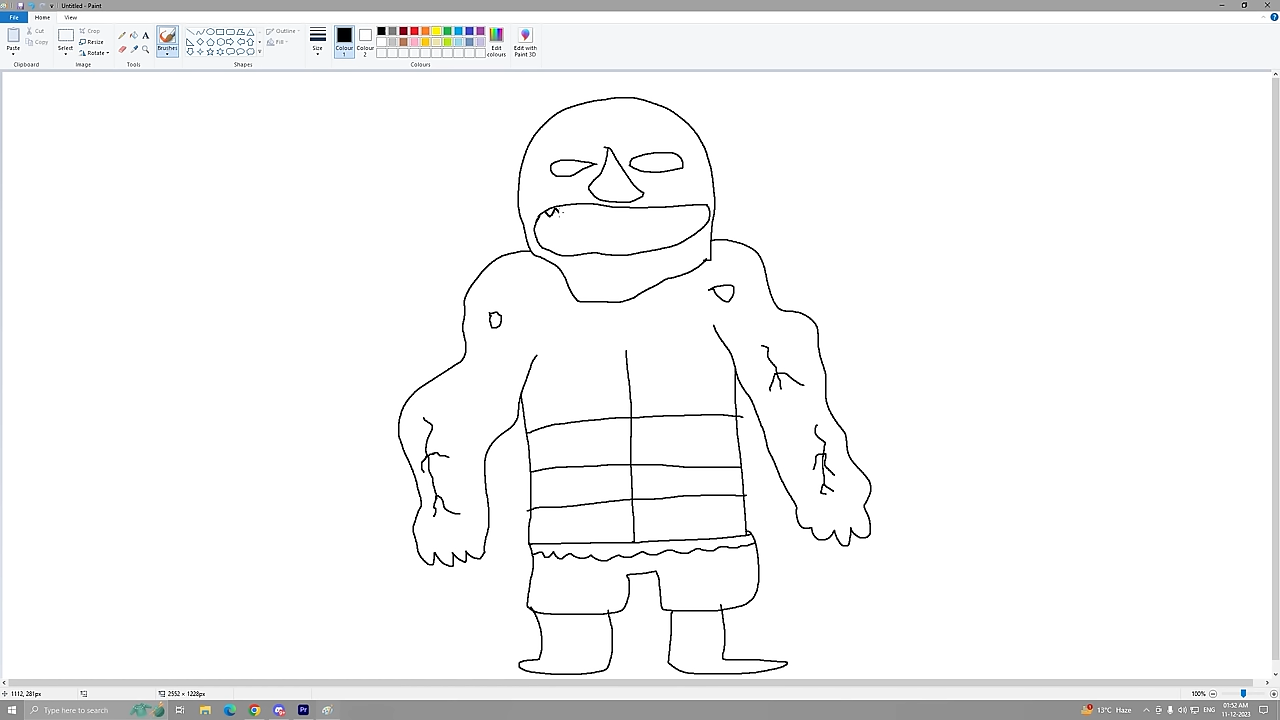 Untitled - Paint
File Home View
Paste
Cut
Copy
Clipboard
Select
Crop
Resize
Rotate
Image
A
Tools
Brushes
Outline
Fill
Shapes
Size
Colour 1
Colour 2
Colours
Edit colours
Edit with Paint 3D
1112, 281px
2552 × 1228px
100%
Type here to search
Pr
13°C Haze
ENG
01:52 AM
11-12-2023